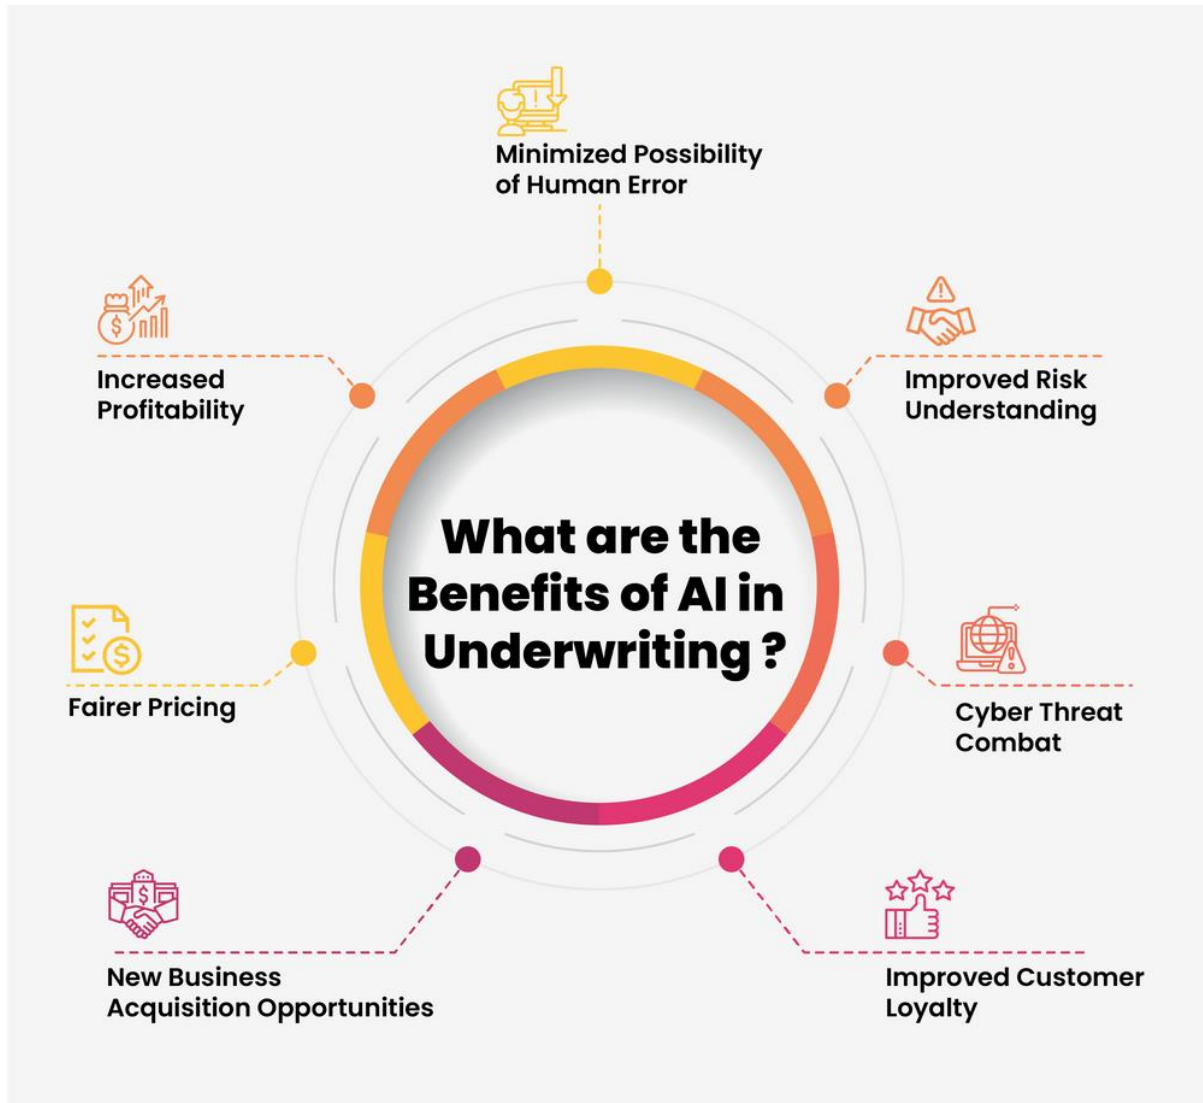 Minimized Possibility
of Human Error
Increased
Profitability
Improved Risk
Understanding
What are the
Benefits of AI in
Underwriting ?
Fairer Pricing
Cyber Threat
Combat
New Business
Acquisition Opportunities
Improved Customer
Loyalty